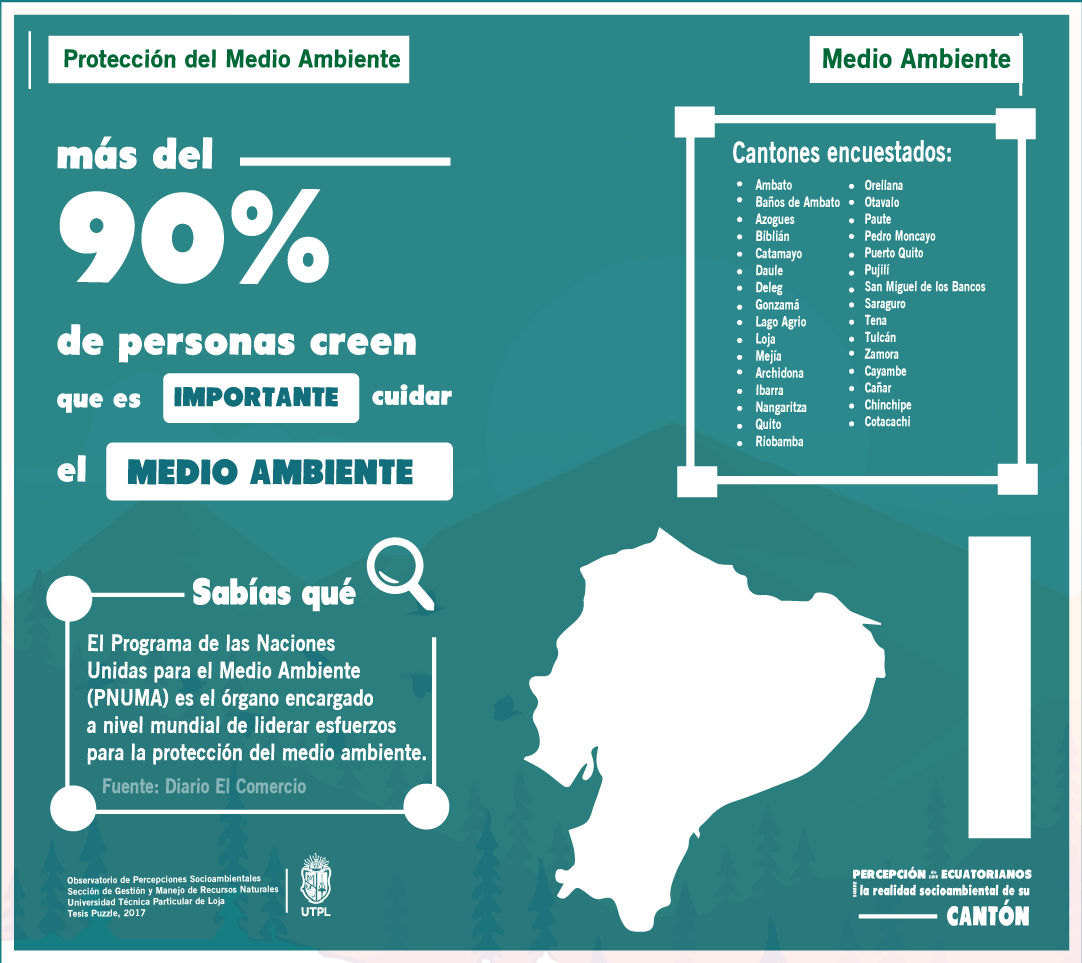 Protección del Medio Ambiente
Medio Ambiente
más del
90%
de personas creen
que es IMPORTANTE cuidar
el MEDIO AMBIENTE
Cantones encuestados:
Ambato
Baños de Ambato
Azogues
Biblián
Catamayo
Daule
Deleg
Gonzamá
Lago Agrio
Loja
Mejía
Archidona
Ibarra
Nangaritza
Quito
Riobamba
Orellana
Otavalo
Paute
Pedro Moncayo
Puerto Quito
Pujilí
San Miguel de los Bancos
Saraguro
Tena
Tulcán
Zamora
Cayambe
Cañar
Chinchipe
Cotacachi
Sabías qué
El Programa de las Naciones
Unidas para el Medio Ambiente
(PNUMA) es el órgano encargado
a nivel mundial de liderar esfuerzos
para la protección del medio ambiente.
Fuente: Diario El Comercio
Observatorio de Percepciones Socioambientales
Sección de Gestión y Manejo de Recursos Naturales
Universidad Técnica Particular de Loja
Tesis Puzzle, 2017
UTPL
PERCEPCIÓN de los ECUATORIANOS
sobre la realidad socioambiental de su
CANTÓN